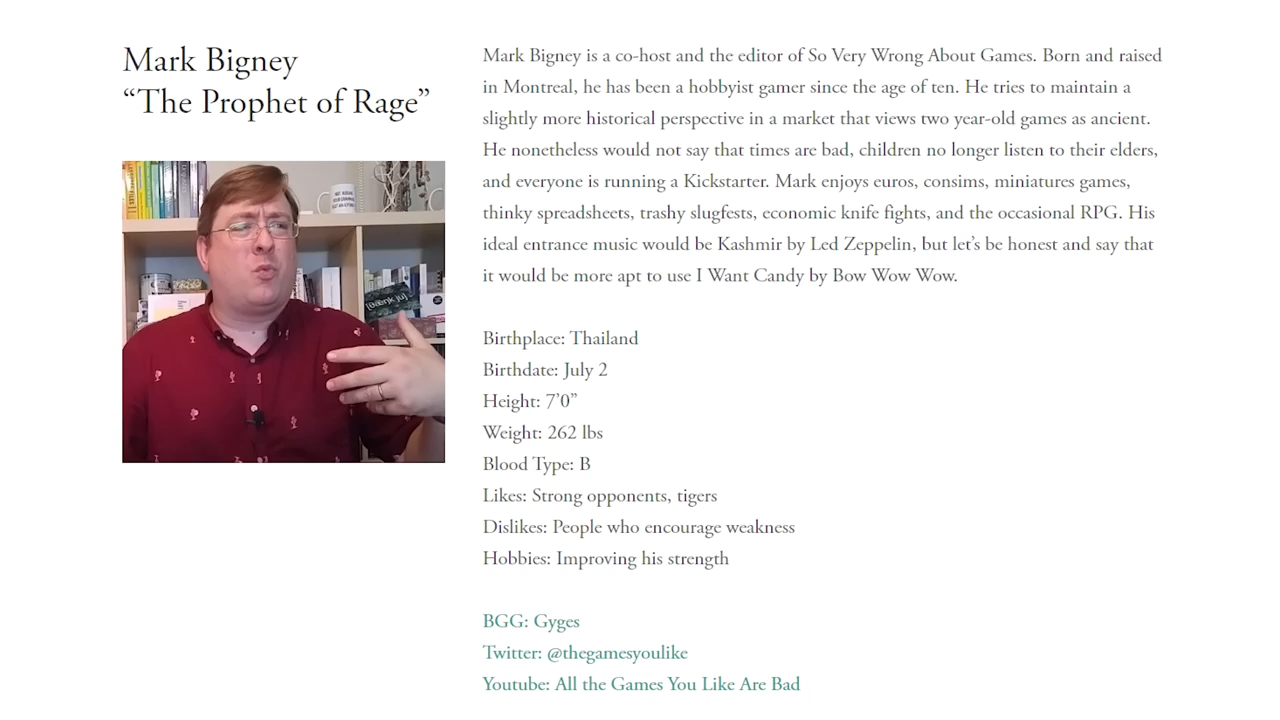 Mark Bigney
“The Prophet of Rage”
Mark Bigney is a co-host and the editor of So Very Wrong About Games. Born and raised
in Montreal, he has been a hobbyist gamer since the age of ten. He tries to maintain a
slightly more historical perspective in a market that views two year-old games as ancient.
He nonetheless would not say that times are bad, children no longer listen to their elders,
and everyone is running a Kickstarter. Mark enjoys euros, consims, miniatures games,
thinky spreadsheets, trashy slugfests, economic knife fights, and the occasional RPG. His
ideal entrance music would be Kashmir by Led Zeppelin, but let’s be honest and say that
it would be more apt to use I Want Candy by Bow Wow Wow.
Birthplace: Thailand
Birthdate: July 2
Height: 7’0”
Weight: 262 lbs
Blood Type: B
Likes: Strong opponents, tigers
Dislikes: People who encourage weakness
Hobbies: Improving his strength
BGG: Gyges
Twitter: @thegamesyoulike
Youtube: All the Games You Like Are Bad